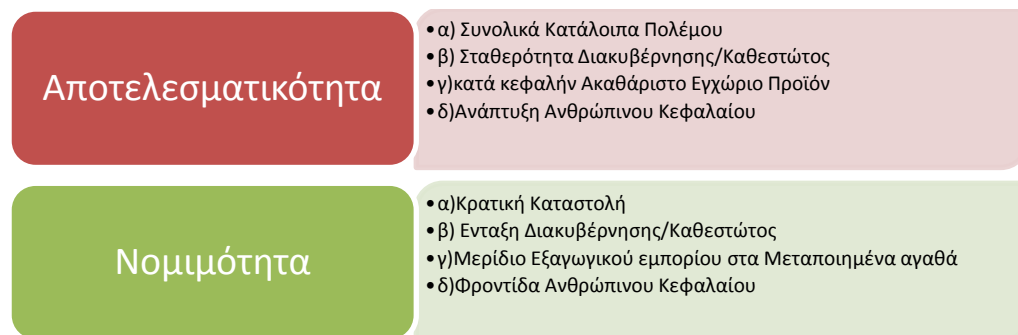 Αποτελεσματικότητα
•α) Συνολικά Κατάλοιπα Πολέμου
•β) Σταθερότητα Διακυβέρνησης/Καθεστώτος
•γ)κατά κεφαλήν Ακαθάριστο Εγχώριο Προϊόν
•δ)Ανάπτυξη Ανθρώπινου Κεφαλαίου
Νομιμότητα
•α)Κρατική Καταστολή
•β) Ενταξη Διακυβέρνησης/Καθεστώτος
•γ)Μερίδιο Εξαγωγικού εμπορίου στα Μεταποιημένα αγαθά
•δ)Φροντίδα Ανθρώπινου Κεφαλαίου